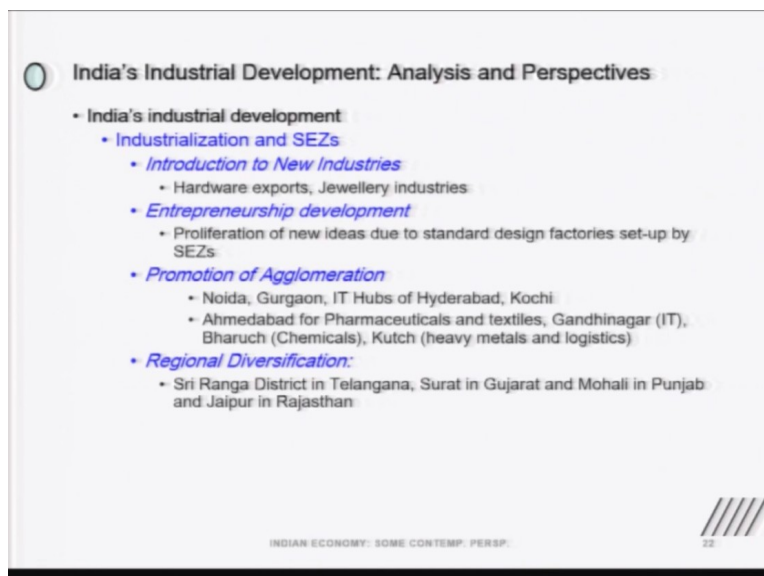 India's Industrial Development: Analysis and Perspectives
• India's industrial development
• Industrialization and SEZs
• Introduction to New Industries
• Hardware exports, Jewellery industries
• Entrepreneurship development
• Proliferation of new ideas due to standard design factories set-up by
SEZs
• Promotion of Agglomeration
• Noida, Gurgaon, IT Hubs of Hyderabad, Kochi
• Ahmedabad for Pharmaceuticals and textiles, Gandhinagar (IT),
Bharuch (Chemicals), Kutch (heavy metals and logistics)
• Regional Diversification:
• Sri Ranga District in Telangana, Surat in Gujarat and Mohali in Punjab
and Jaipur in Rajasthan
INDIAN ECONOMY: SOME CONTEMP. PERSP.
22